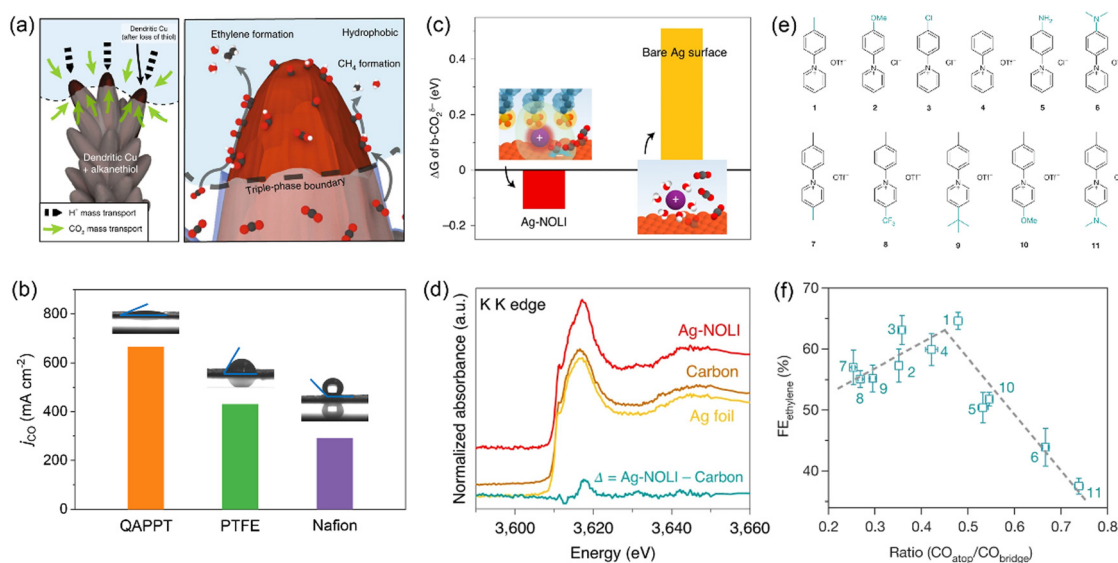 (a)
Dendritic Cu
(after loss of thiol)
Dendritic Cu
+ alkanethiol
H⁺ mass transport
CO₂ mass transport
Ethylene formation
Hydrophobic
CH₄ formation
Triple-phase boundary
(b)
j_CO (mA cm⁻²)
800
600
400
200
0
QAPPT
PTFE
Nafion
(c)
ΔG of b-CO₂^δ− (eV)
0.4
0.2
0
−0.2
Bare Ag surface
Ag-NOLI
+
+
(d)
Normalized absorbance (a.u.)
K K edge
Ag-NOLI
Carbon
Ag foil
Δ = Ag-NOLI – Carbon
3,600
3,620
3,640
3,660
Energy (eV)
(e)
OMe
Cl
NH₂
N
N⁺
OTf⁻
Cl⁻
Cl⁻
OTf⁻
Cl⁻
1
2
3
4
5
6
OTf⁻
OTf⁻
OTf⁻
OTf⁻
CF₃
OMe
N
7
8
9
10
11
(f)
FE_ethylene (%)
70
60
50
40
1
2
3
4
5
6
7
8
9
10
11
0.2
0.3
0.4
0.5
0.6
0.7
0.8
Ratio (CO_atop/CO_bridge)